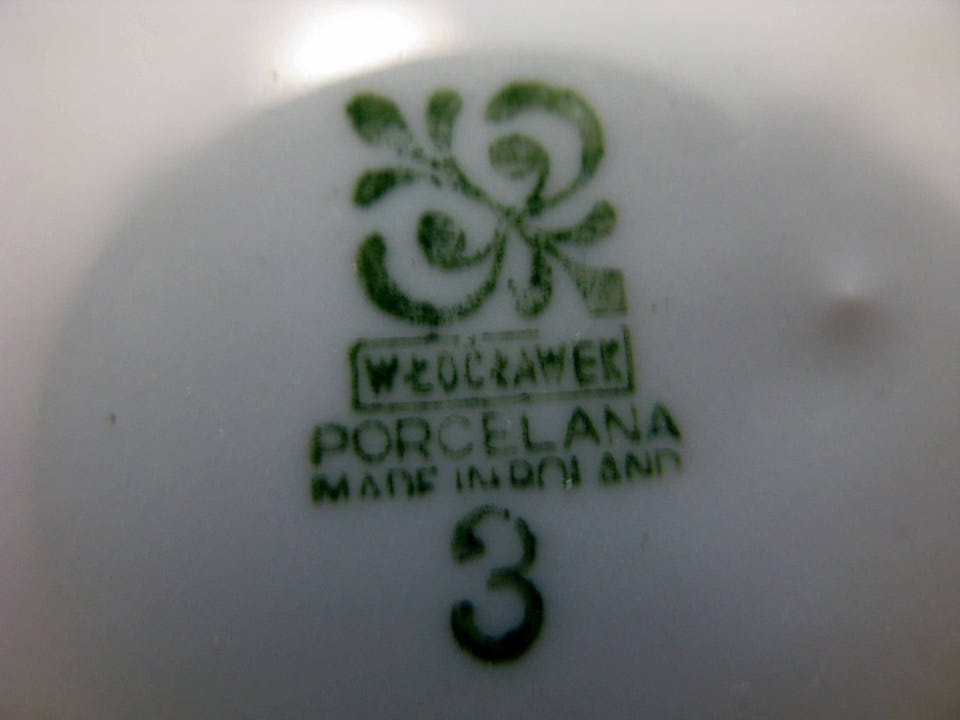 WŁOCŁAWEK
PORCELANA
MADE IN POLAND
3